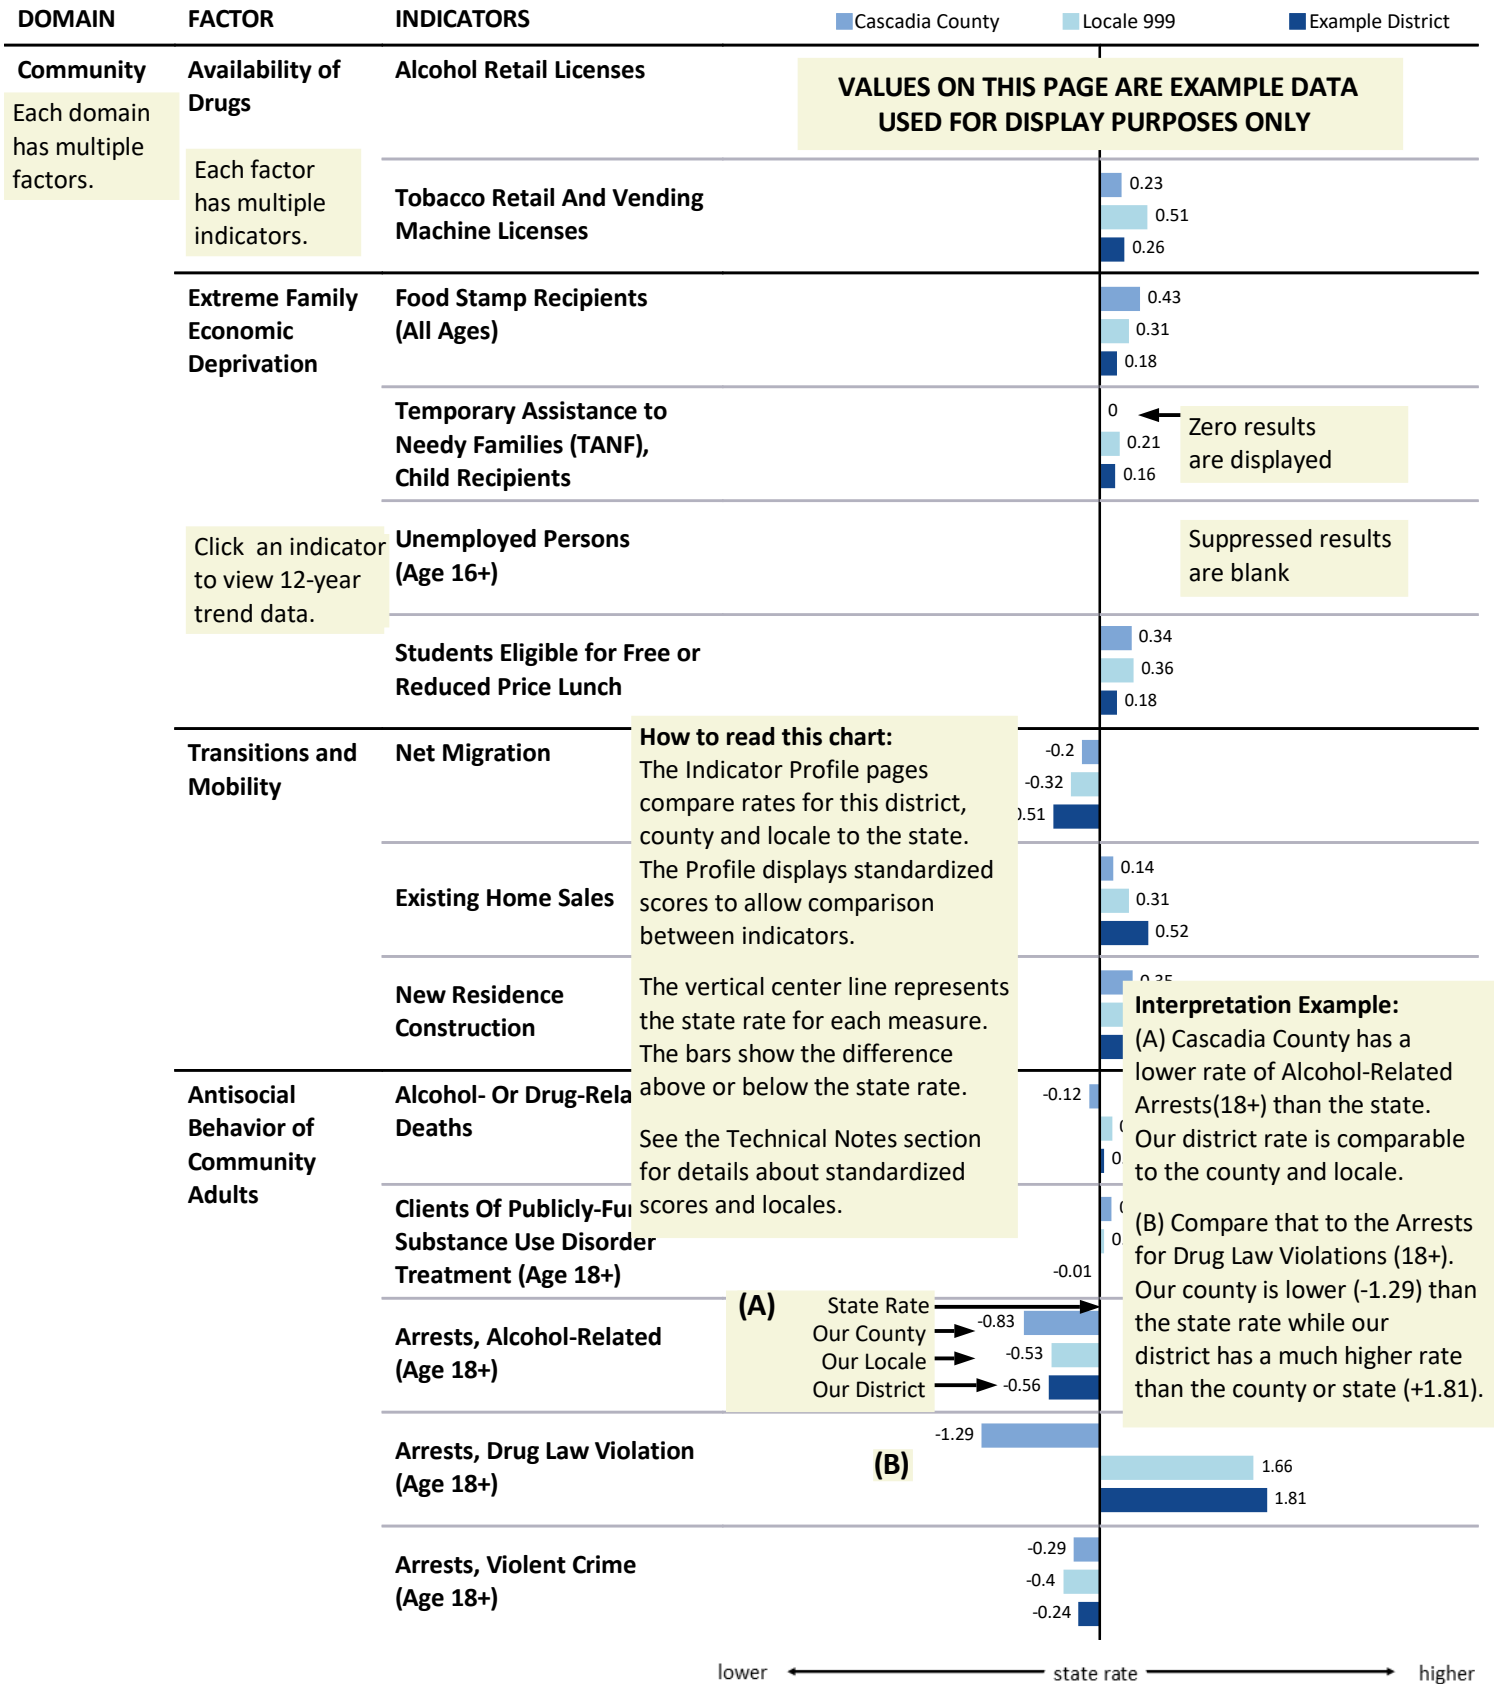 DOMAIN FACTOR INDICATORS Cascadia County Locale 999 Example District
Community
Each domain
has multiple
factors.
Availability of
Drugs
Each factor
has multiple
indicators.
Alcohol Retail Licenses
VALUES ON THIS PAGE ARE EXAMPLE DATA
USED FOR DISPLAY PURPOSES ONLY
Tobacco Retail And Vending
Machine Licenses
0.23
0.51
0.26
Extreme Family
Economic
Deprivation
Food Stamp Recipients
(All Ages)
0.43
0.31
0.18
Temporary Assistance to
Needy Families (TANF),
Child Recipients
0
0.21
0.16
Zero results
are displayed
Click an indicator
to view 12-year
trend data.
Unemployed Persons
(Age 16+)
Suppressed results
are blank
Students Eligible for Free or
Reduced Price Lunch
0.34
0.36
0.18
Transitions and
Mobility
Net Migration
-0.2
-0.32
.51
How to read this chart:
The Indicator Profile pages
compare rates for this district,
county and locale to the state.
The Profile displays standardized
scores to allow comparison
between indicators.
The vertical center line represents
the state rate for each measure.
The bars show the difference
above or below the state rate.
See the Technical Notes section
for details about standardized
scores and locales.
Existing Home Sales
0.14
0.31
0.52
New Residence
Construction
0.35
Interpretation Example:
(A) Cascadia County has a
lower rate of Alcohol-Related
Arrests(18+) than the state.
Our district rate is comparable
to the county and locale.
(B) Compare that to the Arrests
for Drug Law Violations (18+).
Our county is lower (-1.29) than
the state rate while our
district has a much higher rate
than the county or state (+1.81).
Antisocial
Behavior of
Community
Adults
Alcohol- Or Drug-Rela
Deaths
-0.12
0.
Clients Of Publicly-Fu
Substance Use Disorder
Treatment (Age 18+)
0.
-0.01
Arrests, Alcohol-Related
(Age 18+)
(A) State Rate
Our County -0.83
Our Locale -0.53
Our District -0.56
Arrests, Drug Law Violation
(Age 18+)
(B)
-1.29
1.66
1.81
Arrests, Violent Crime
(Age 18+)
-0.29
-0.4
-0.24
lower state rate higher